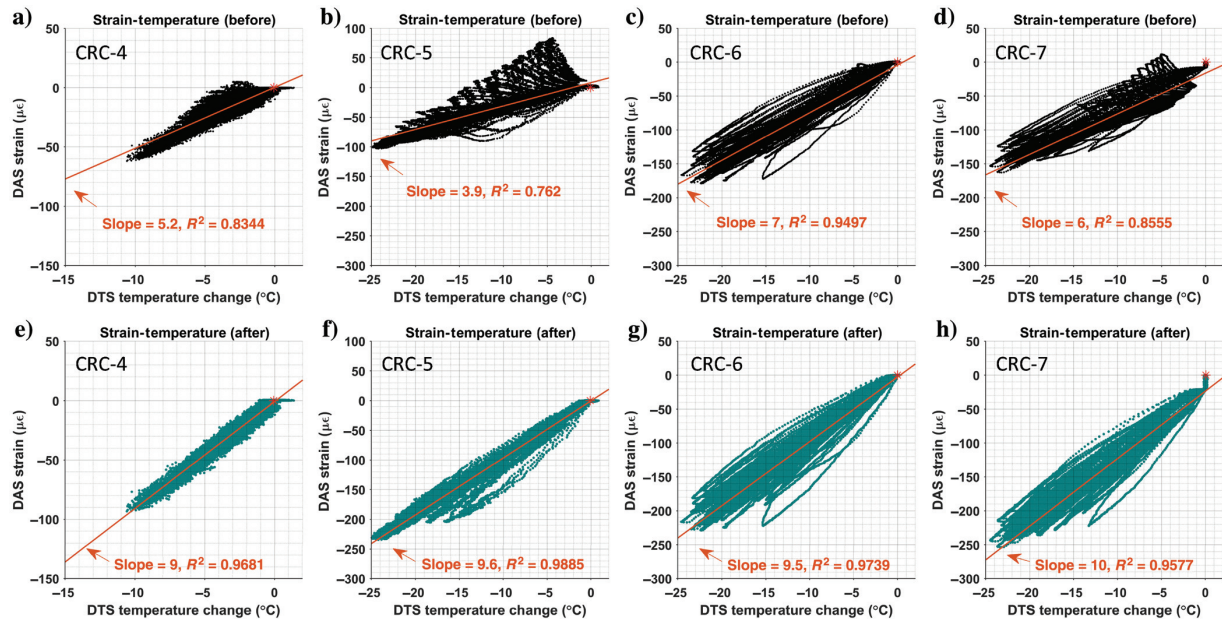 a)
Strain-temperature (before)
CRC-4
50
0
−50
−100
−150
−15
−10
−5
0
DAS strain (με)
DTS temperature change (°C)
Slope = 5.2, R² = 0.8344
b)
Strain-temperature (before)
CRC-5
100
50
0
−50
−100
−150
−200
−250
−300
−25
−20
−15
−10
−5
0
DAS strain (με)
DTS temperature change (°C)
Slope = 3.9, R² = 0.762
c)
Strain-temperature (before)
CRC-6
50
0
−50
−100
−150
−200
−250
−300
−25
−20
−15
−10
−5
0
DAS strain (με)
DTS temperature change (°C)
Slope = 7, R² = 0.9497
d)
Strain-temperature (before)
CRC-7
50
0
−50
−100
−150
−200
−250
−300
−25
−20
−15
−10
−5
0
DAS strain (με)
DTS temperature change (°C)
Slope = 6, R² = 0.8555
e)
Strain-temperature (after)
CRC-4
50
0
−50
−100
−150
−15
−10
−5
0
DAS strain (με)
DTS temperature change (°C)
Slope = 9, R² = 0.9681
f)
Strain-temperature (after)
CRC-5
100
50
0
−50
−100
−150
−200
−250
−300
−25
−20
−15
−10
−5
0
DAS strain (με)
DTS temperature change (°C)
Slope = 9.6, R² = 0.9885
g)
Strain-temperature (after)
CRC-6
50
0
−50
−100
−150
−200
−250
−300
−25
−20
−15
−10
−5
0
DAS strain (με)
DTS temperature change (°C)
Slope = 9.5, R² = 0.9739
h)
Strain-temperature (after)
CRC-7
50
0
−50
−100
−150
−200
−250
−300
−25
−20
−15
−10
−5
0
DAS strain (με)
DTS temperature change (°C)
Slope = 10, R² = 0.9577